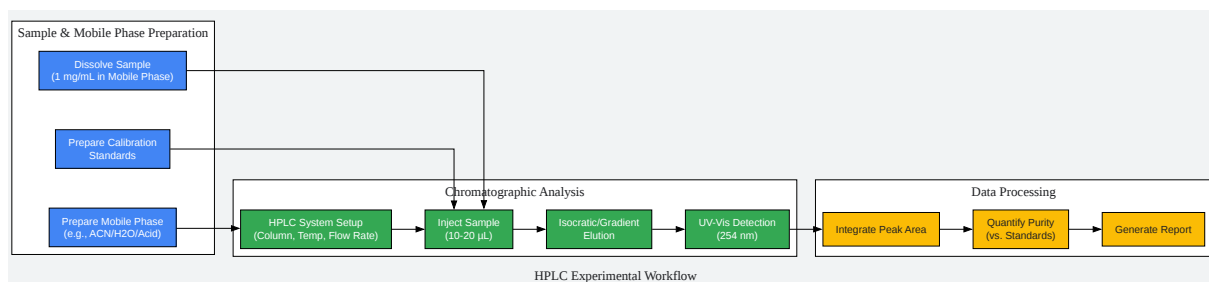 Sample & Mobile Phase Preparation
Dissolve Sample
(1 mg/mL in Mobile Phase)
Prepare Calibration
Standards
Prepare Mobile Phase
(e.g., ACN/H2O/Acid)
Chromatographic Analysis
HPLC System Setup
(Column, Temp, Flow Rate)
Inject Sample
(10-20 µL)
Isocratic/Gradient
Elution
UV-Vis Detection
(254 nm)
Data Processing
Integrate Peak Area
Quantify Purity
(vs. Standards)
Generate Report
HPLC Experimental Workflow